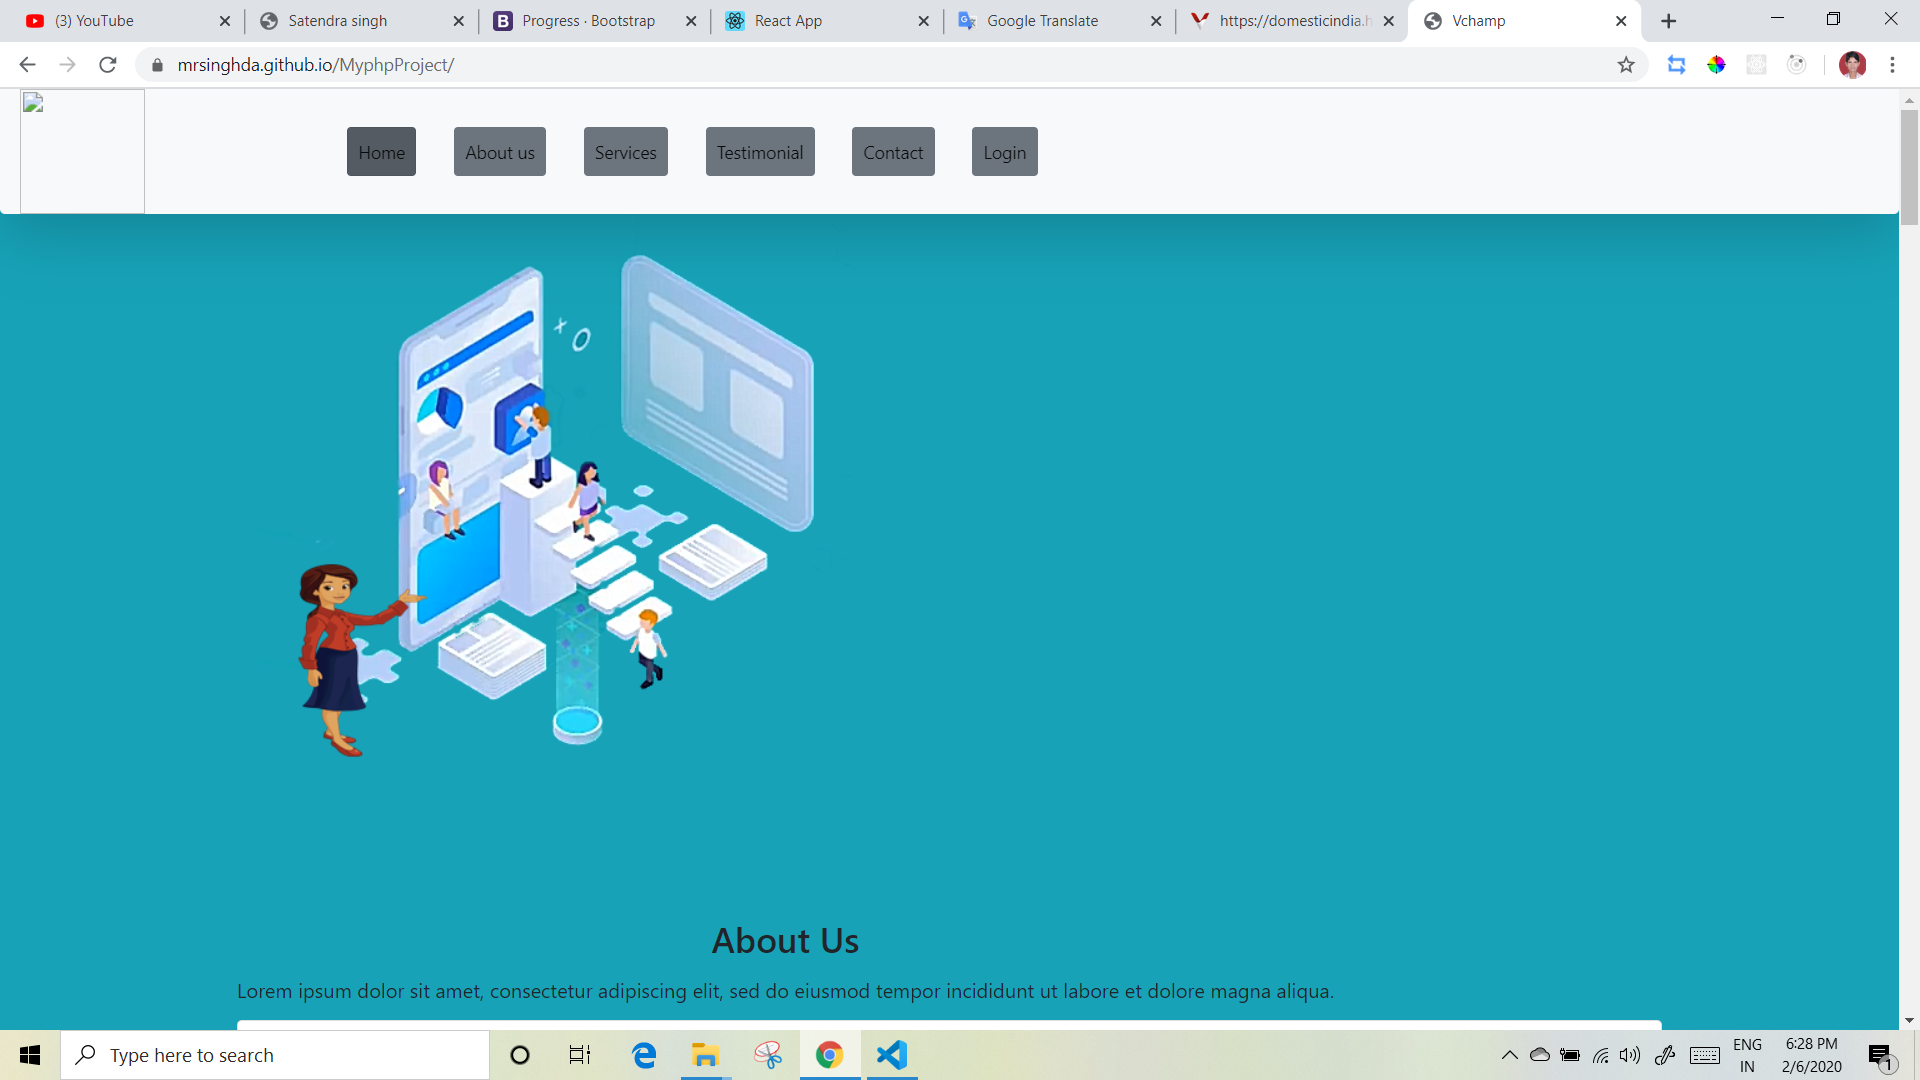 (3) YouTube
Satendra singh
Progress · Bootstrap
React App
Google Translate
https://domesticindia.h
Vchamp
mrsinghda.github.io/MyphpProject/
Home
About us
Services
Testimonial
Contact
Login
About Us
Lorem ipsum dolor sit amet, consectetur adipiscing elit, sed do eiusmod tempor incididunt ut labore et dolore magna aliqua.
Type here to search
ENG
IN
6:28 PM
2/6/2020
1